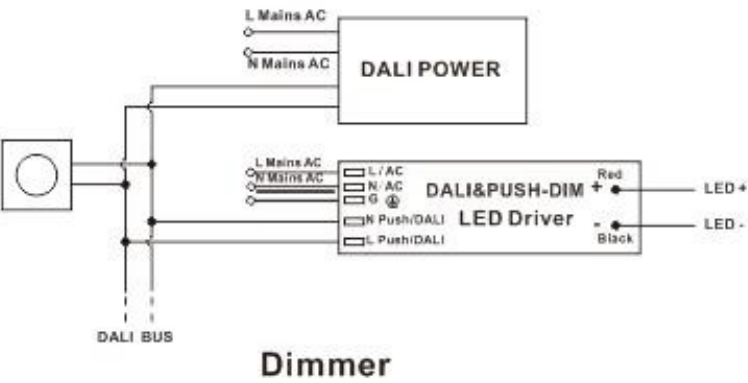 L Mains AC
N Mains AC
DALI POWER
L Mains AC
N Mains AC
L/AC
N/AC
G
DALI&PUSH-DIM
LED Driver
N Push/DALI
L Push/DALI
Red
+
-
Black
LED +
LED -
DALI BUS
Dimmer